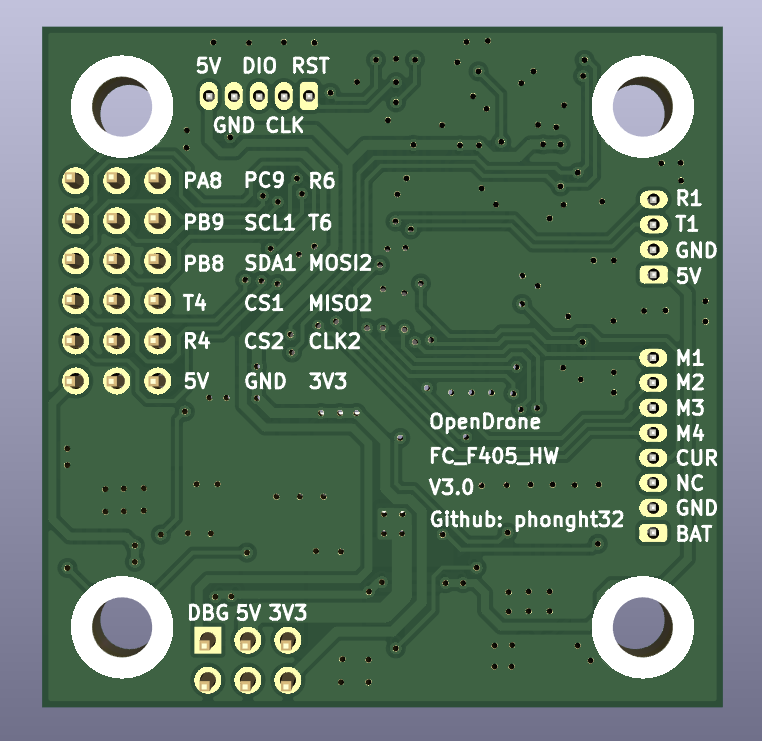 5V DIO RST
GND CLK
PA8 PC9 R6
PB9 SCL1 T6
PB8 SDA1 MOSI2
T4 CS1 MISO2
R4 CS2 CLK2
5V GND 3V3
R1
T1
GND
5V
M1
M2
M3
M4
CUR
NC
GND
BAT
OpenDrone
FC_F405_HW
V3.0
Github: phonght32
DBG 5V 3V3